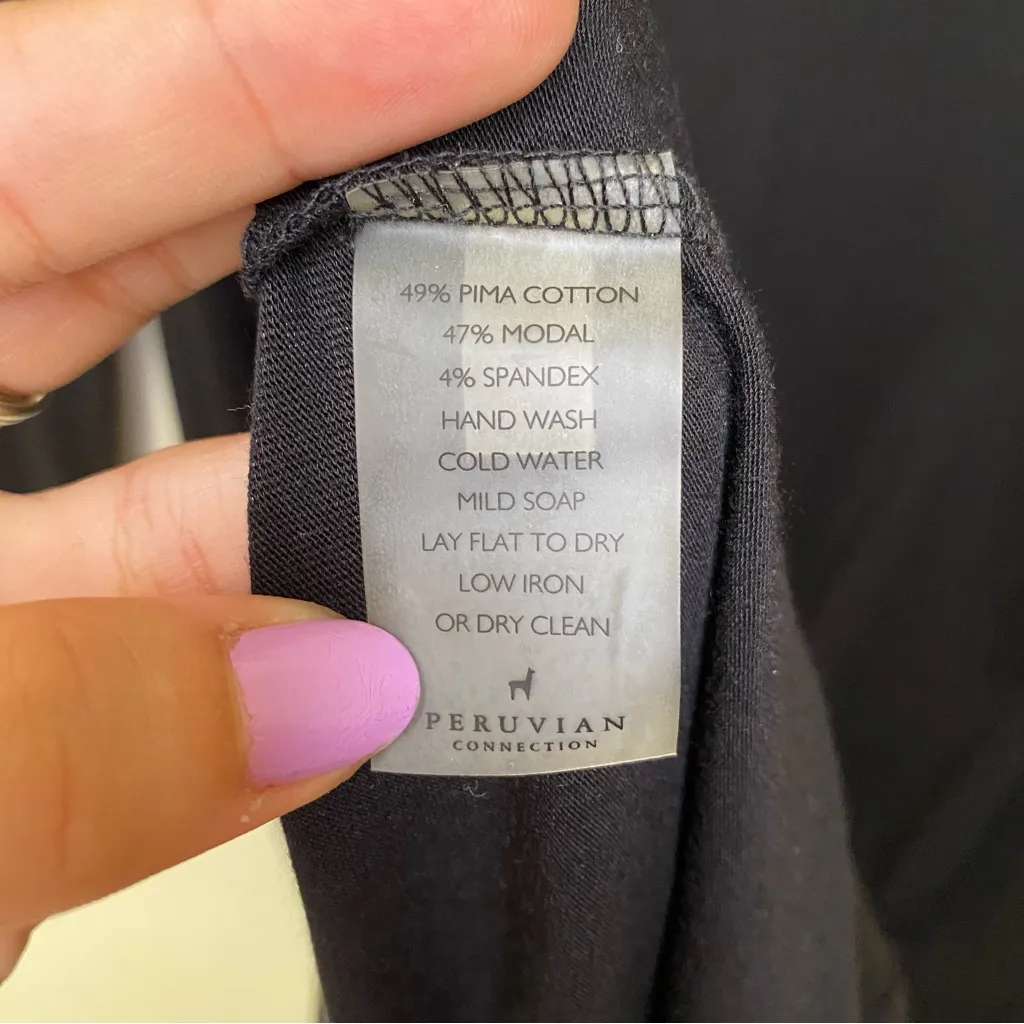 49% PIMA COTTON
47% MODAL
4% SPANDEX
HAND WASH
COLD WATER
MILD SOAP
LAY FLAT TO DRY
LOW IRON
OR DRY CLEAN
PERUVIAN
CONNECTION